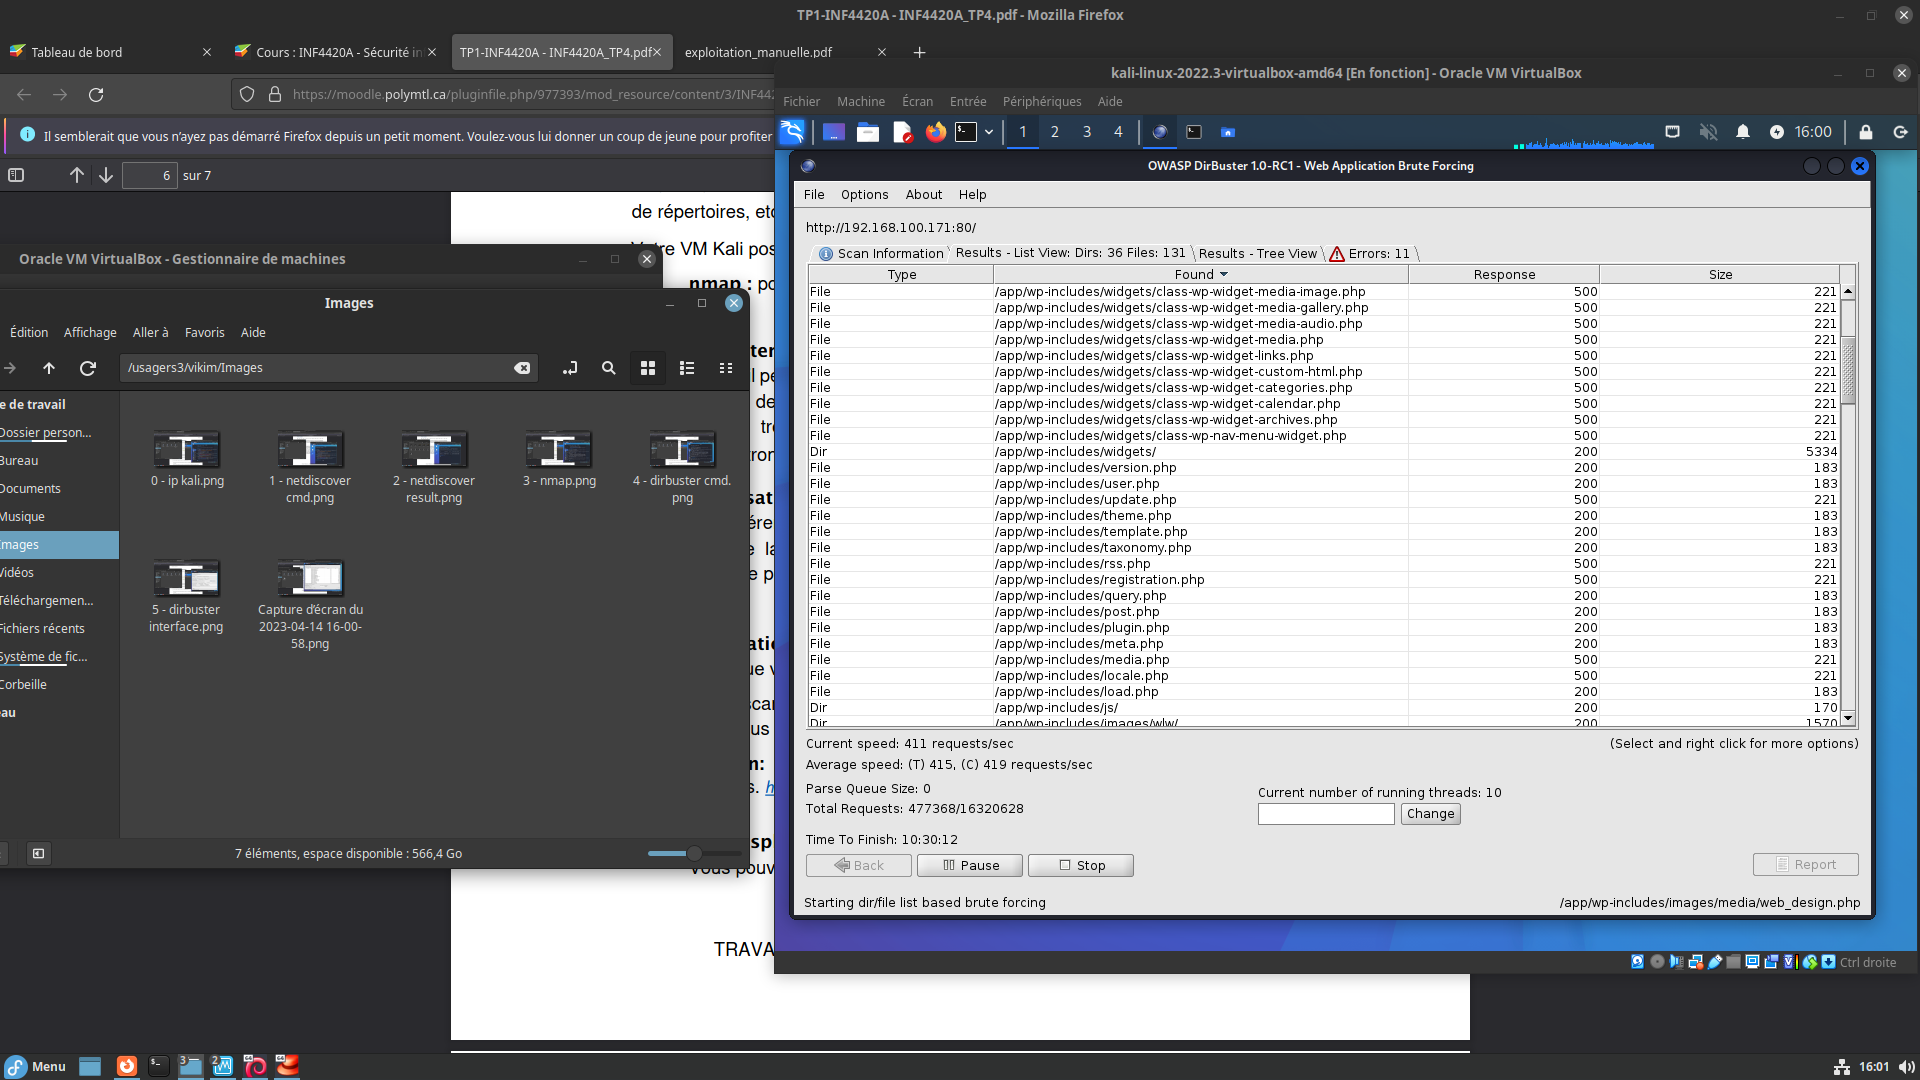 TP1-INF4420A - INF4420A_TP4.pdf - Mozilla Firefox
Tableau de bord
Cours : INF4420A - Sécurité in
TP1-INF4420A - INF4420A_TP4.pdf
exploitation_manuelle.pdf
https://moodle.polymtl.ca/pluginfile.php/977393/mod_resource/content/3/INF442
Il semblerait que vous n'ayez pas démarré Firefox depuis un petit moment. Voulez-vous lui donner un coup de jeune pour profiter
6 sur 7
de répertoires, etc
Votre VM Kali pos
nmap : po
TRAVA
Vous pouv
Oracle VM VirtualBox - Gestionnaire de machines
Images
Édition Affichage Aller à Favoris Aide
/usagers3/vikim/Images
e de travail
Dossier person...
Bureau
Documents
Musique
Images
Vidéos
Téléchargemen...
Fichiers récents
Système de fic...
Corbeille
eau
0 - ip kali.png
1 - netdiscover cmd.png
2 - netdiscover result.png
3 - nmap.png
4 - dirbuster cmd.png
5 - dirbuster interface.png
Capture d'écran du 2023-04-14 16-00-58.png
7 éléments, espace disponible : 566,4 Go
kali-linux-2022.3-virtualbox-amd64 [En fonction] - Oracle VM VirtualBox
Fichier Machine Écran Entrée Périphériques Aide
1 2 3 4
16:00
OWASP DirBuster 1.0-RC1 - Web Application Brute Forcing
File Options About Help
http://192.168.100.171:80/
Scan Information Results - List View: Dirs: 36 Files: 131 Results - Tree View Errors: 11
Type Found Response Size
File /app/wp-includes/widgets/class-wp-widget-media-image.php 500 221
File /app/wp-includes/widgets/class-wp-widget-media-gallery.php 500 221
File /app/wp-includes/widgets/class-wp-widget-media-audio.php 500 221
File /app/wp-includes/widgets/class-wp-widget-media.php 500 221
File /app/wp-includes/widgets/class-wp-widget-links.php 500 221
File /app/wp-includes/widgets/class-wp-widget-custom-html.php 500 221
File /app/wp-includes/widgets/class-wp-widget-categories.php 500 221
File /app/wp-includes/widgets/class-wp-widget-calendar.php 500 221
File /app/wp-includes/widgets/class-wp-widget-archives.php 500 221
File /app/wp-includes/widgets/class-wp-nav-menu-widget.php 500 221
Dir /app/wp-includes/widgets/ 200 5334
File /app/wp-includes/version.php 200 183
File /app/wp-includes/user.php 200 183
File /app/wp-includes/update.php 500 221
File /app/wp-includes/theme.php 200 183
File /app/wp-includes/template.php 200 183
File /app/wp-includes/taxonomy.php 200 183
File /app/wp-includes/rss.php 500 221
File /app/wp-includes/registration.php 500 221
File /app/wp-includes/query.php 200 183
File /app/wp-includes/post.php 200 183
File /app/wp-includes/plugin.php 200 183
File /app/wp-includes/meta.php 200 183
File /app/wp-includes/media.php 500 221
File /app/wp-includes/locale.php 500 221
File /app/wp-includes/load.php 200 183
Dir /app/wp-includes/js/ 200 170
Dir /app/wp-includes/images/wlw/ 200 1570
Current speed: 411 requests/sec
(Select and right click for more options)
Average speed: (T) 415, (C) 419 requests/sec
Parse Queue Size: 0
Total Requests: 477368/16320628
Current number of running threads: 10
Change
Time To Finish: 10:30:12
Back Pause Stop Report
Starting dir/file list based brute forcing
/app/wp-includes/images/media/web_design.php
Ctrl droite
Menu
16:01